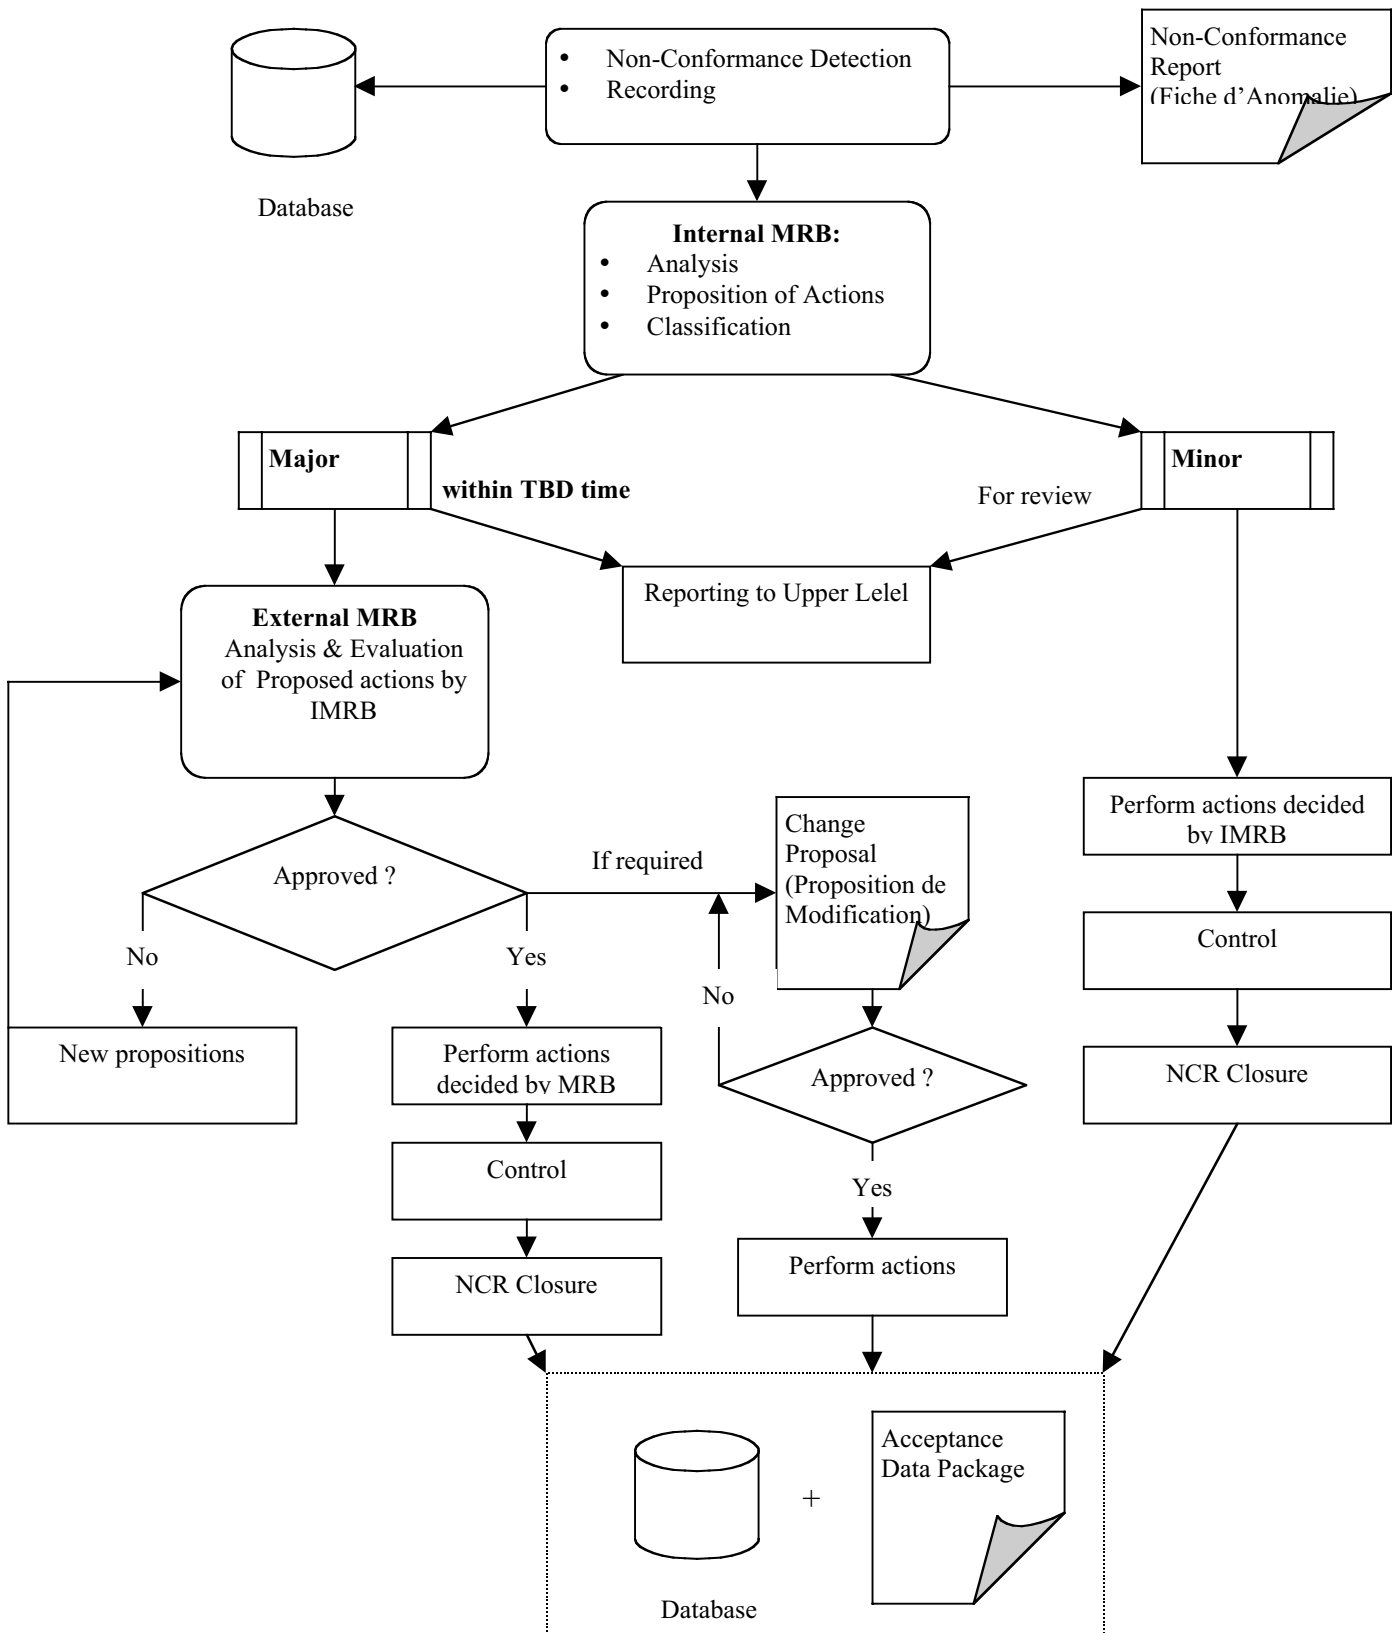 • Non-Conformance Detection
• Recording
Non-Conformance
Report
(Fiche d'Anomalie)
Database
Internal MRB:
• Analysis
• Proposition of Actions
• Classification
Major
within TBD time
For review
Minor
Reporting to Upper Lelel
External MRB
Analysis & Evaluation
of Proposed actions by
IMRB
Approved ?
If required
Change
Proposal
(Proposition de
Modification)
Perform actions decided
by IMRB
No
Yes
No
Control
New propositions
Perform actions
decided by MRB
Approved ?
NCR Closure
Control
Yes
NCR Closure
Perform actions
Acceptance
Data Package
+
Database